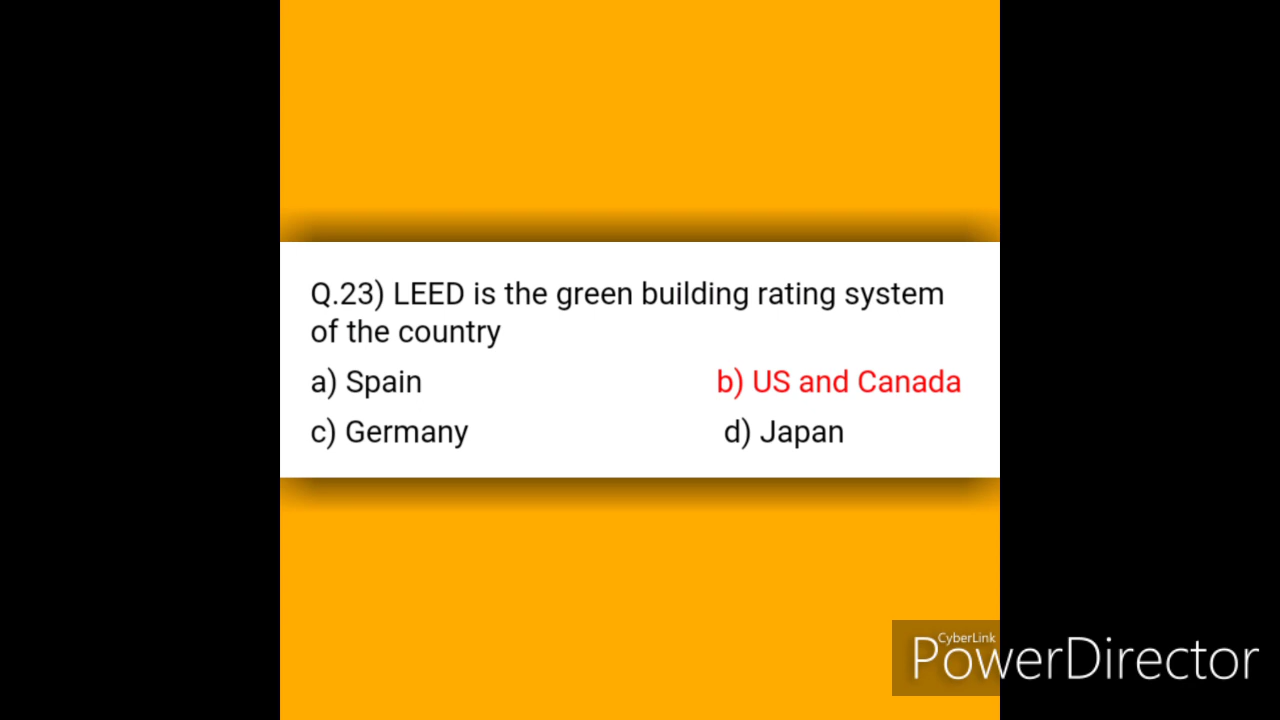 Q.23) LEED is the green building rating system
of the country
a) Spain b) US and Canada
c) Germany d) Japan
CyberLink
PowerDirector